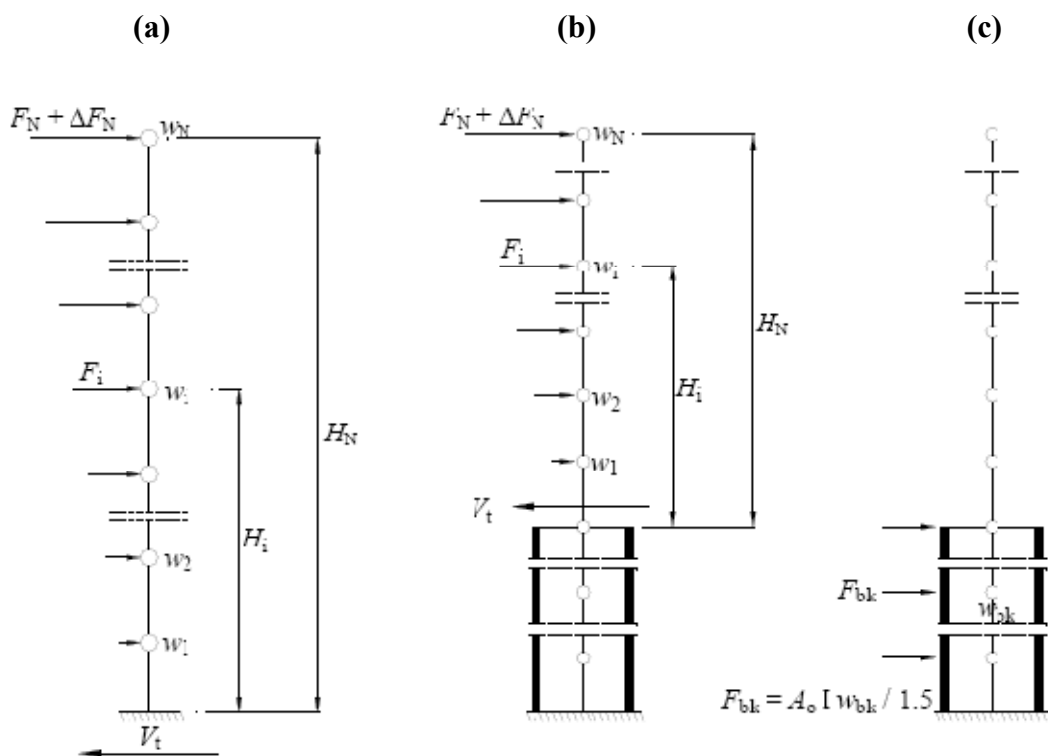 (a)
F_N + ΔF_N
w_N
F_i
w_i
H_N
H_i
w_2
w_1
V_t
(b)
F_N + ΔF_N
w_N
F_i
w_i
H_N
w_2
H_i
w_1
V_t
(c)
F_bk
w_bk
F_bk = A_o I w_bk / 1.5